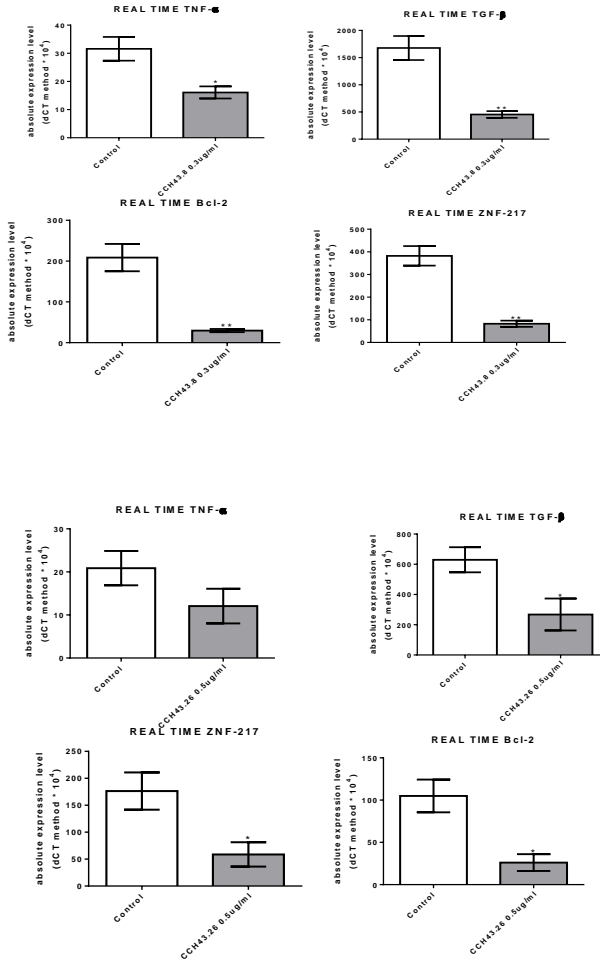 REAL TIME TNF-α
absolute expression level
(dCT method * 10⁴)
40
30
20
10
0
*
Control
CCH43.8 0.3ug/ml
REAL TIME TGF-β
absolute expression level
(dCT method * 10⁴)
2000
1500
1000
500
0
**
Control
CCH43.8 0.3ug/ml
REAL TIME Bcl-2
absolute expression level
(dCT method * 10⁴)
300
200
100
0
**
Control
CCH43.8 0.3ug/ml
REAL TIME ZNF-217
absolute expression level
(dCT method * 10⁴)
500
400
300
200
100
0
**
Control
CCH43.8 0.3ug/ml
REAL TIME TNF-α
absolute expression level
(dCT method * 10⁴)
30
20
10
0
Control
CCH43.26 0.5ug/ml
REAL TIME TGF-β
absolute expression level
(dCT method * 10⁴)
800
600
400
200
0
*
Control
CCH43.26 0.5ug/ml
REAL TIME ZNF-217
absolute expression level
(dCT method * 10⁴)
250
200
150
100
50
0
*
Control
CCH43.26 0.5ug/ml
REAL TIME Bcl-2
absolute expression level
(dCT method * 10⁴)
150
100
50
0
*
Control
CCH43.26 0.5ug/ml